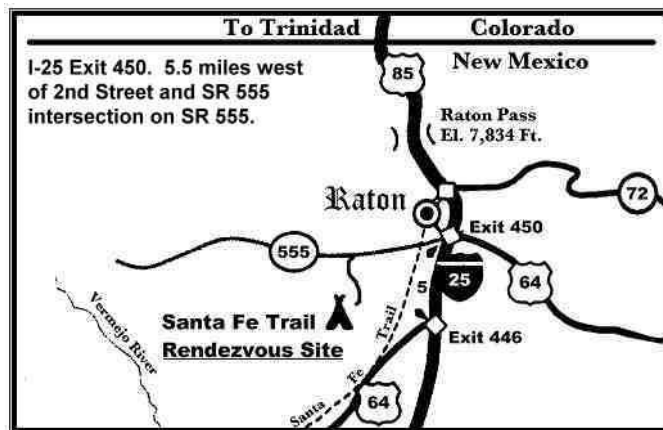 To Trinidad
Colorado
New Mexico
I-25 Exit 450.  5.5 miles west
of 2nd Street and SR 555
intersection on SR 555.
85
Raton Pass
El. 7,834 Ft.
72
Raton
Exit 450
555
25
64
5
Vermejo River
Santa Fe Trail
Rendezvous Site
Exit 446
64
Santa Fe Trail